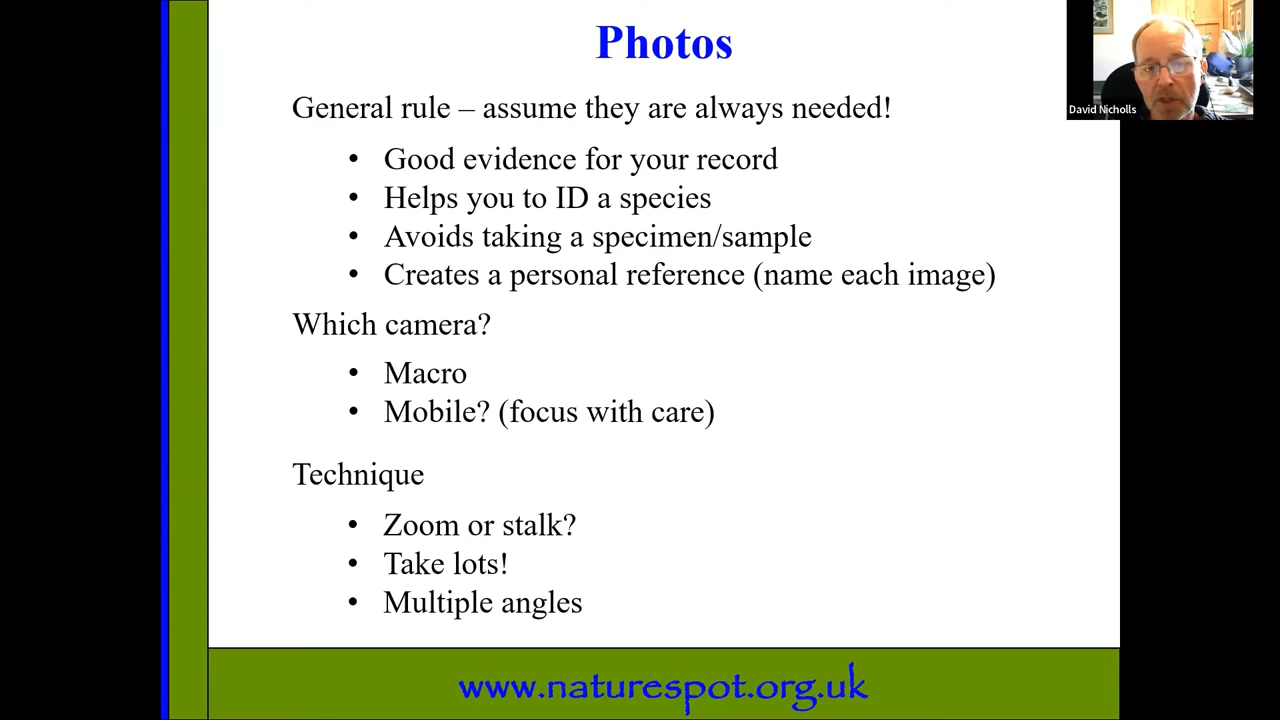 Photos
David Nicholls
General rule – assume they are always needed!
• Good evidence for your record
• Helps you to ID a species
• Avoids taking a specimen/sample
• Creates a personal reference (name each image)
Which camera?
• Macro
• Mobile? (focus with care)
Technique
• Zoom or stalk?
• Take lots!
• Multiple angles
www.naturespot.org.uk